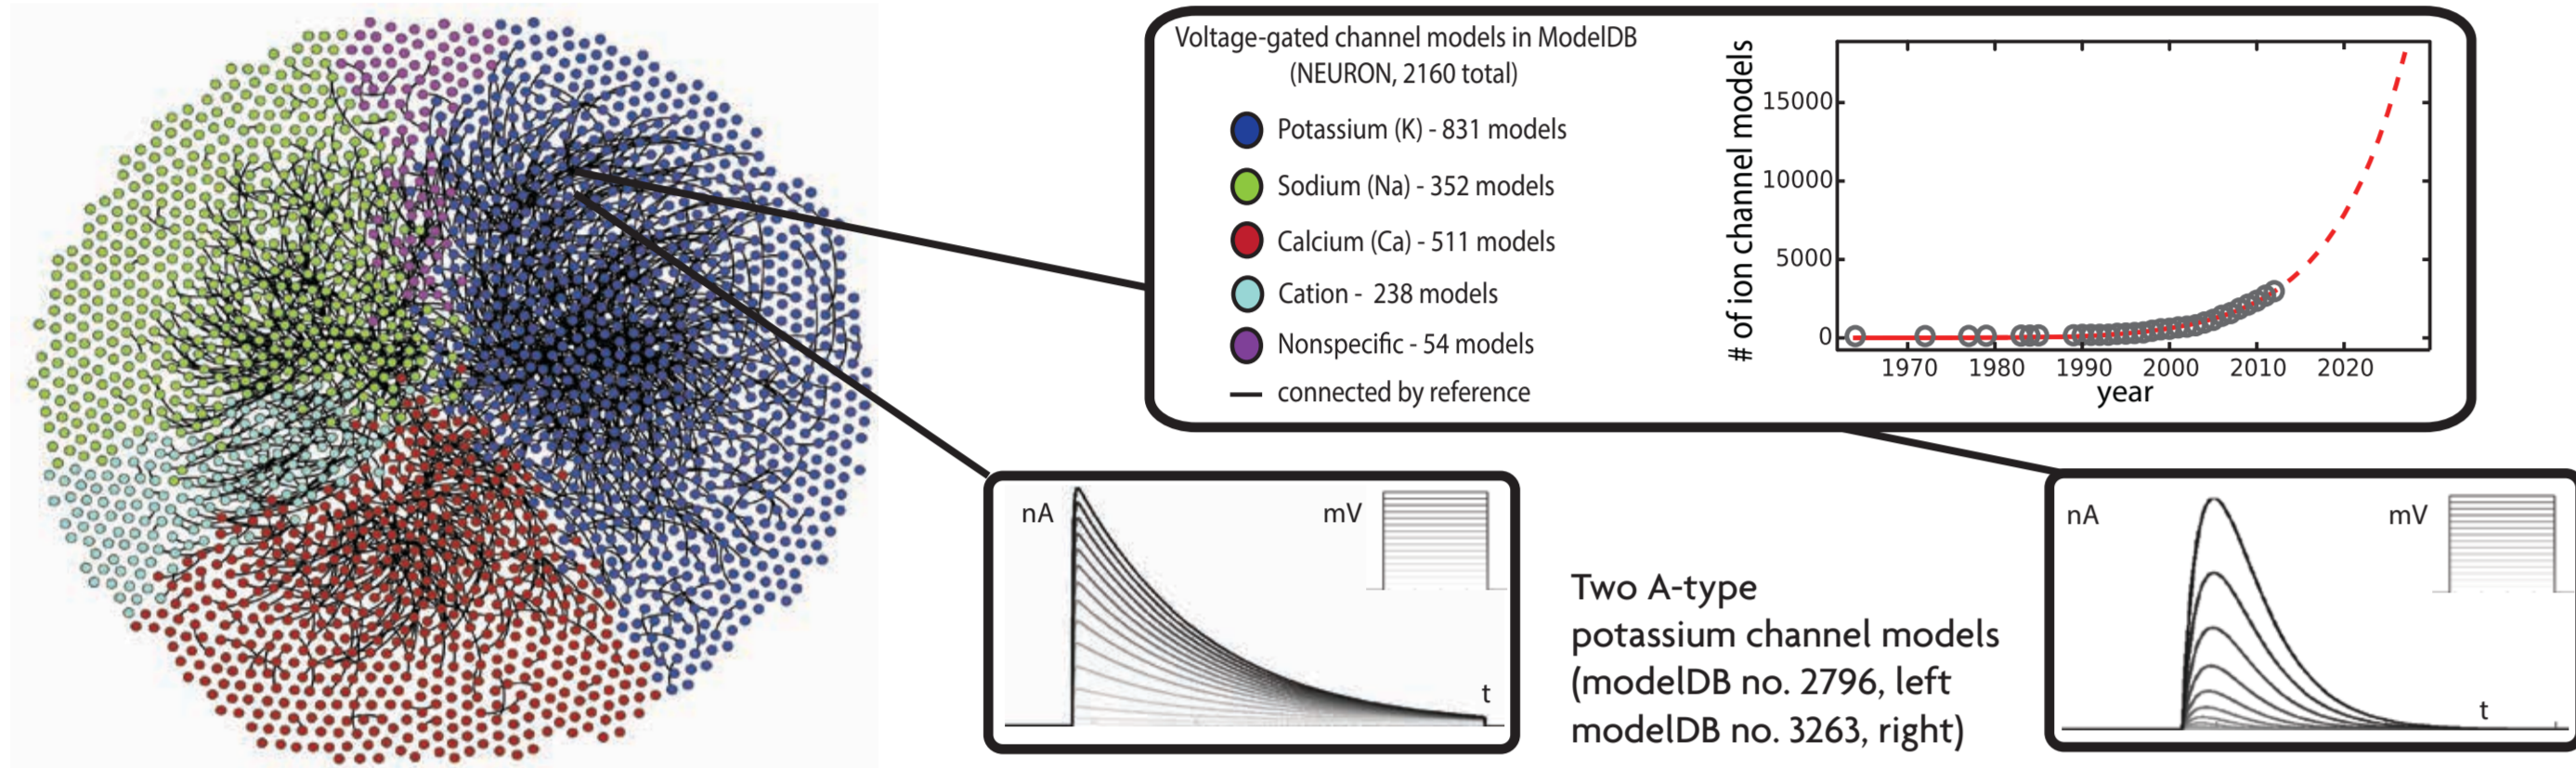 Voltage-gated channel models in ModelDB
(NEURON, 2160 total)
Potassium (K) - 831 models
Sodium (Na) - 352 models
Calcium (Ca) - 511 models
Cation - 238 models
Nonspecific - 54 models
connected by reference
# of ion channel models
15000
10000
5000
0
1970 1980 1990 2000 2010 2020
year
nA
mV
t
Two A-type
potassium channel models
(modelDB no. 2796, left
modelDB no. 3263, right)
nA
mV
t